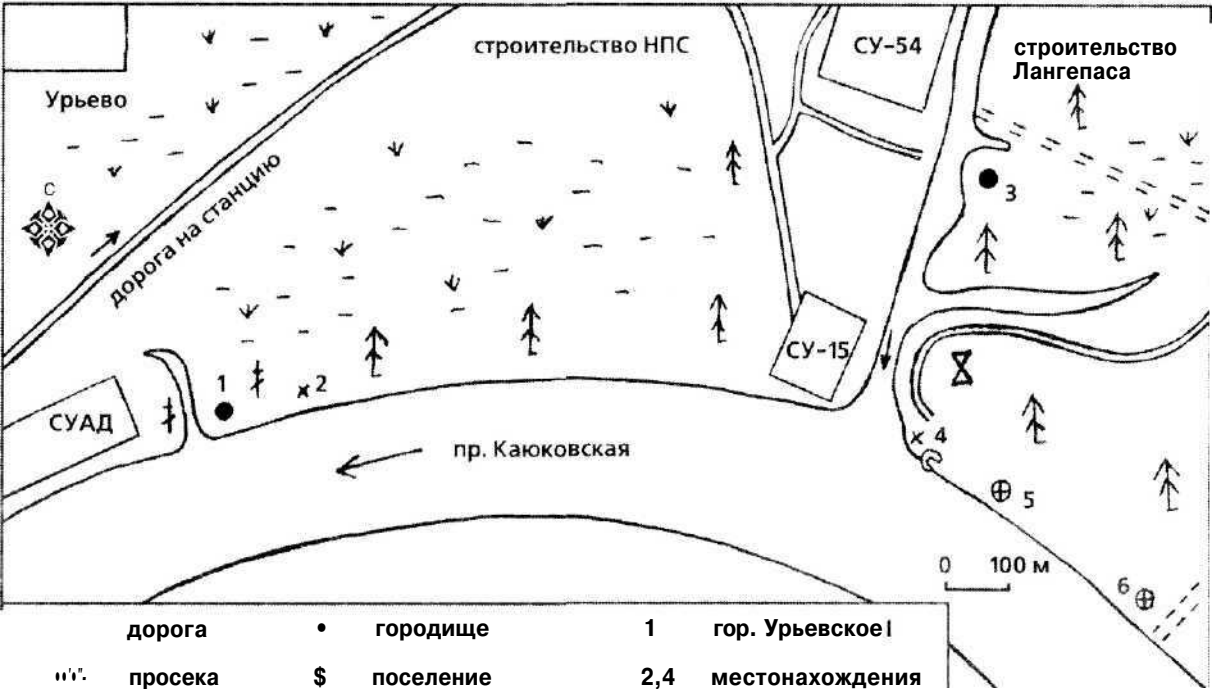 строительство НПС
СУ-54
строительство
Лангепаса
Урьево
С
дорога на станцию
3
СУ-15
1
2
СУАД
4
пр. Каюковская
5
0 100 м
6
дорога • городище 1 гор. Урьевское I
просека $ поселение 2,4 местонахождения